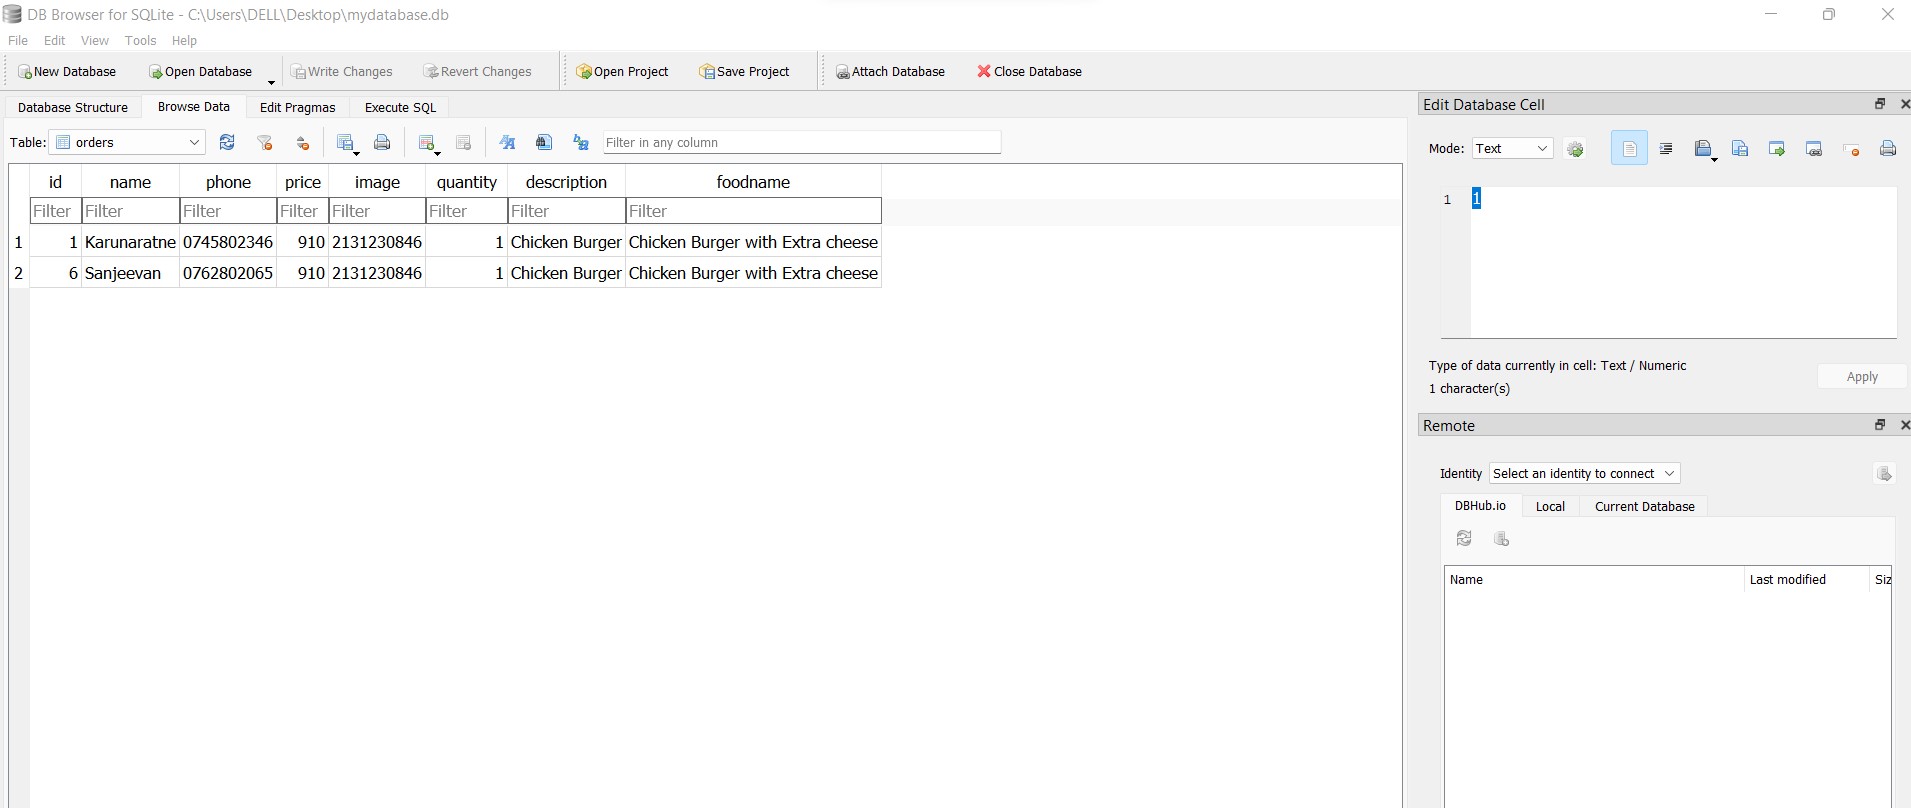 DB Browser for SQLite - C:\Users\DELL\Desktop\mydatabase.db
File Edit View Tools Help
New Database Open Database Write Changes Revert Changes Open Project Save Project Attach Database Close Database
Database Structure Browse Data Edit Pragmas Execute SQL
Table: orders Filter in any column
id name phone price image quantity description foodname
Filter Filter Filter Filter Filter Filter Filter Filter
1 1 Karunaratne 0745802346 910 2131230846 1 Chicken Burger Chicken Burger with Extra cheese
2 6 Sanjeevan 0762802065 910 2131230846 1 Chicken Burger Chicken Burger with Extra cheese
Edit Database Cell
Mode: Text
1 1
Type of data currently in cell: Text / Numeric
1 character(s)
Apply
Remote
Identity Select an identity to connect
DBHub.io Local Current Database
Name Last modified Siz